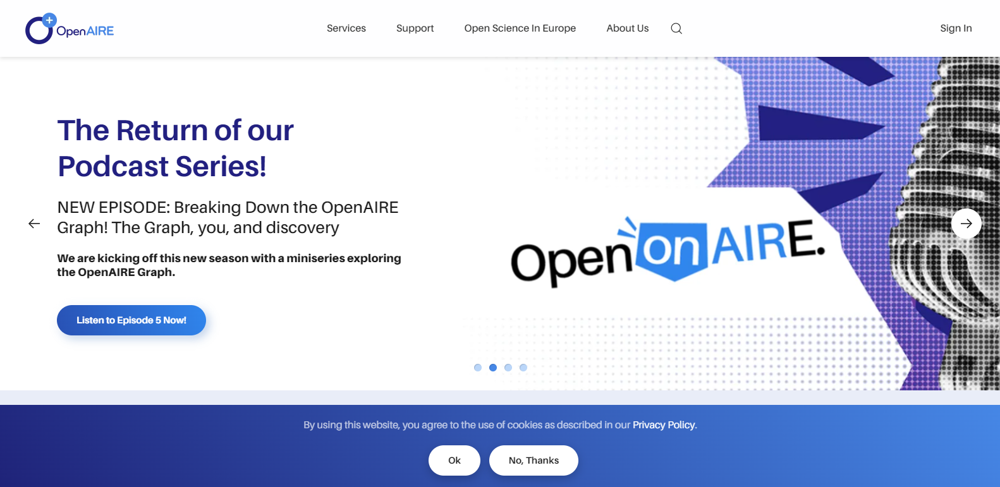 OpenAIRE
Services
Support
Open Science In Europe
About Us
Sign In
The Return of our
Podcast Series!
NEW EPISODE: Breaking Down the OpenAIRE
Graph! The Graph, you, and discovery
We are kicking off this new season with a miniseries exploring
the OpenAIRE Graph.
Listen to Episode 5 Now!
Open on AIRE.
By using this website, you agree to the use of cookies as described in our Privacy Policy.
Ok
No, Thanks